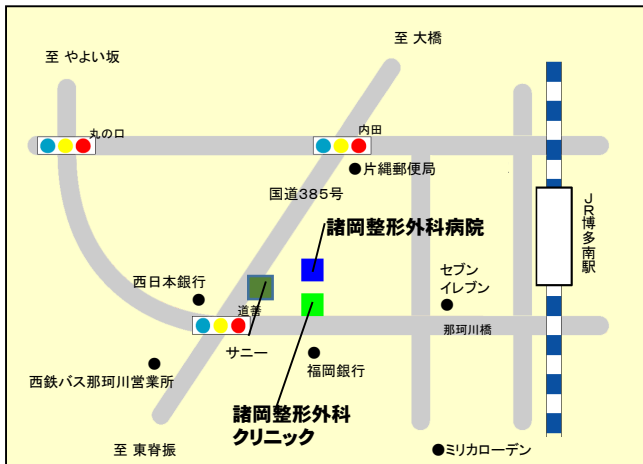 至 大橋
至 やよい坂
丸の口
内田
片縄郵便局
国道385号
JR博多南駅
諸岡整形外科病院
西日本銀行
セブン
イレブン
道善
那珂川橋
サニー
福岡銀行
西鉄バス那珂川営業所
諸岡整形外科
クリニック
至 東脊振
ミリカローデン